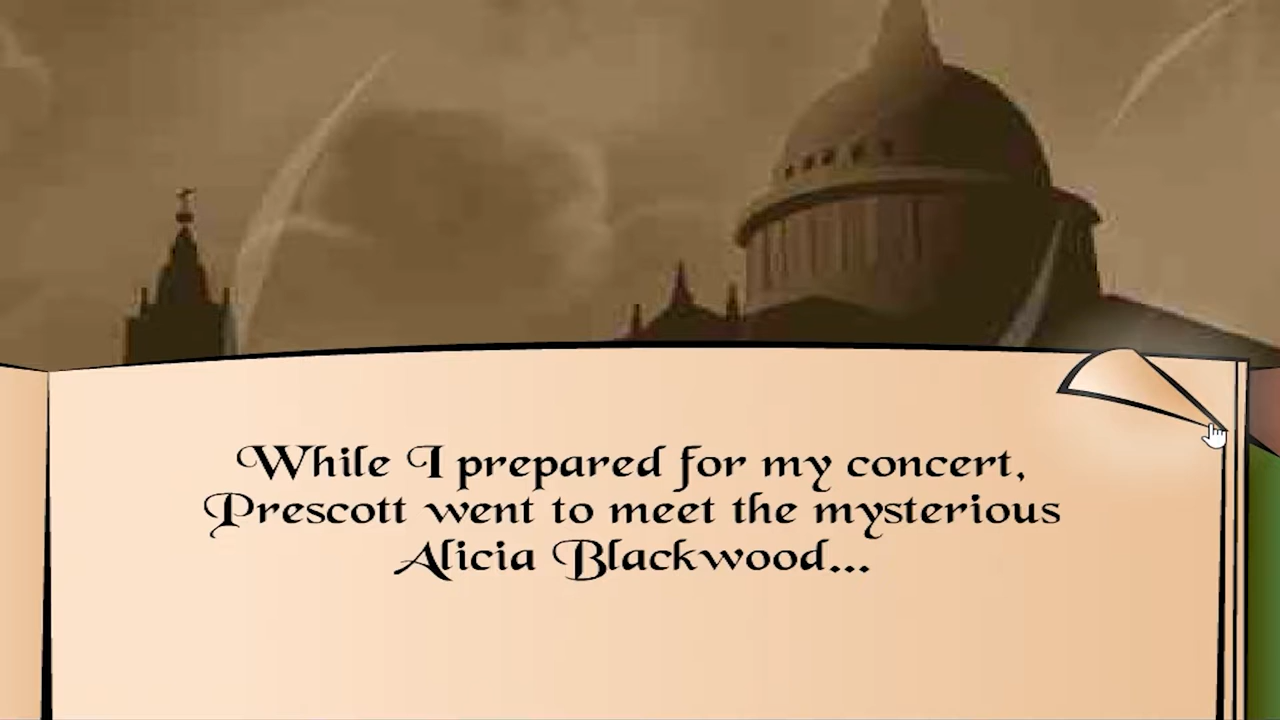 While I prepared for my concert,
Prescott went to meet the mysterious
Alicia Blackwood...